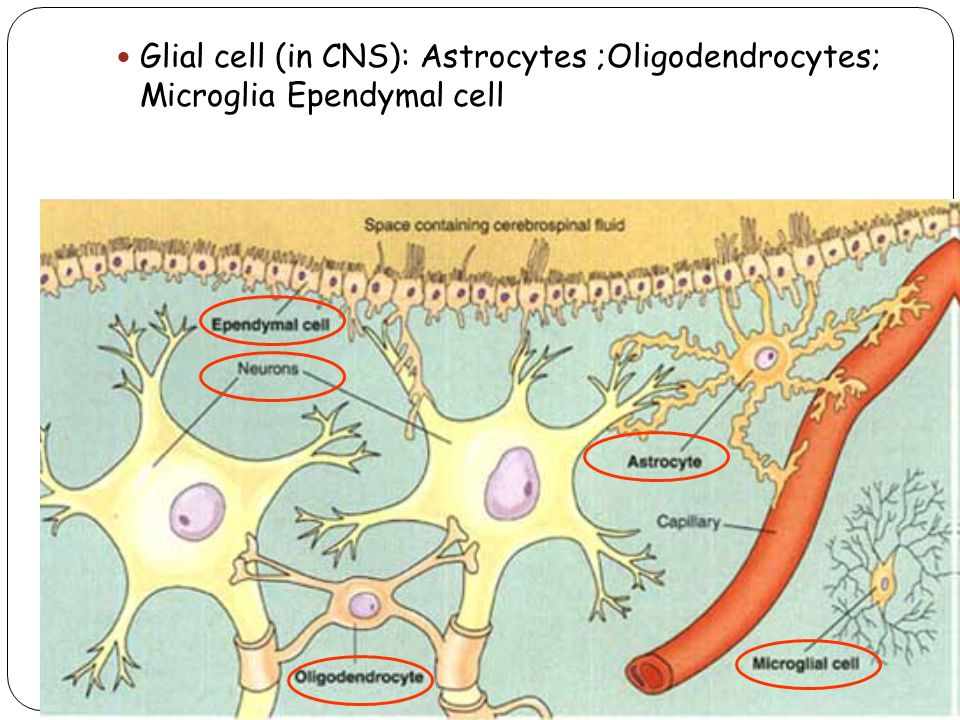 • Glial cell (in CNS): Astrocytes ;Oligodendrocytes;
Microglia Ependymal cell
Space containing cerebrospinal fluid
Ependymal cell
Neurons
Astrocyte
Capillary
Microglial cell
Oligodendrocyte